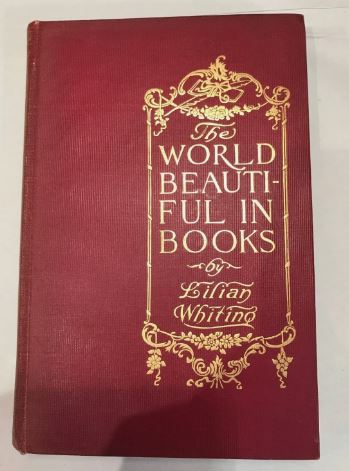 The
WORLD
BEAUTI-
FUL IN
BOOKS
by
Lilian
Whiting